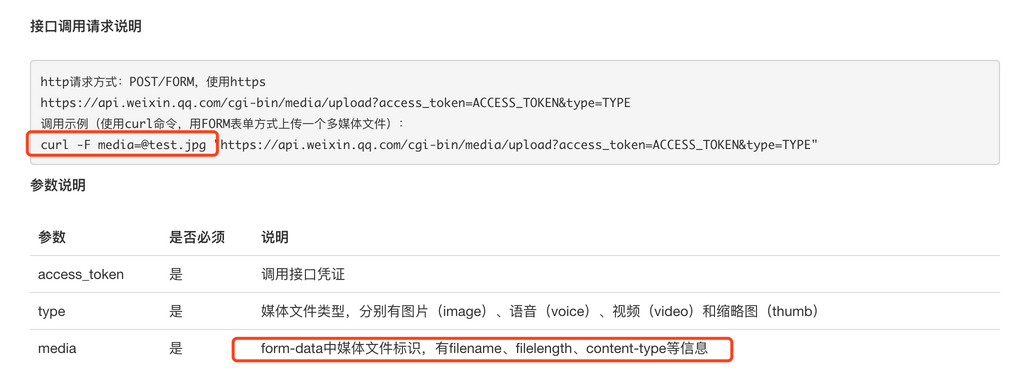 接口调用请求说明
http请求方式：POST/FORM，使用https
https://api.weixin.qq.com/cgi-bin/media/upload?access_token=ACCESS_TOKEN&type=TYPE
调用示例（使用curl命令，用FORM表单方式上传一个多媒体文件）：
curl -F media=@test.jpg "https://api.weixin.qq.com/cgi-bin/media/upload?access_token=ACCESS_TOKEN&type=TYPE"
参数说明
参数 是否必须 说明
access_token 是 调用接口凭证
type 是 媒体文件类型，分别有图片（image）、语音（voice）、视频（video）和缩略图（thumb）
media 是 form-data中媒体文件标识，有filename、filelength、content-type等信息